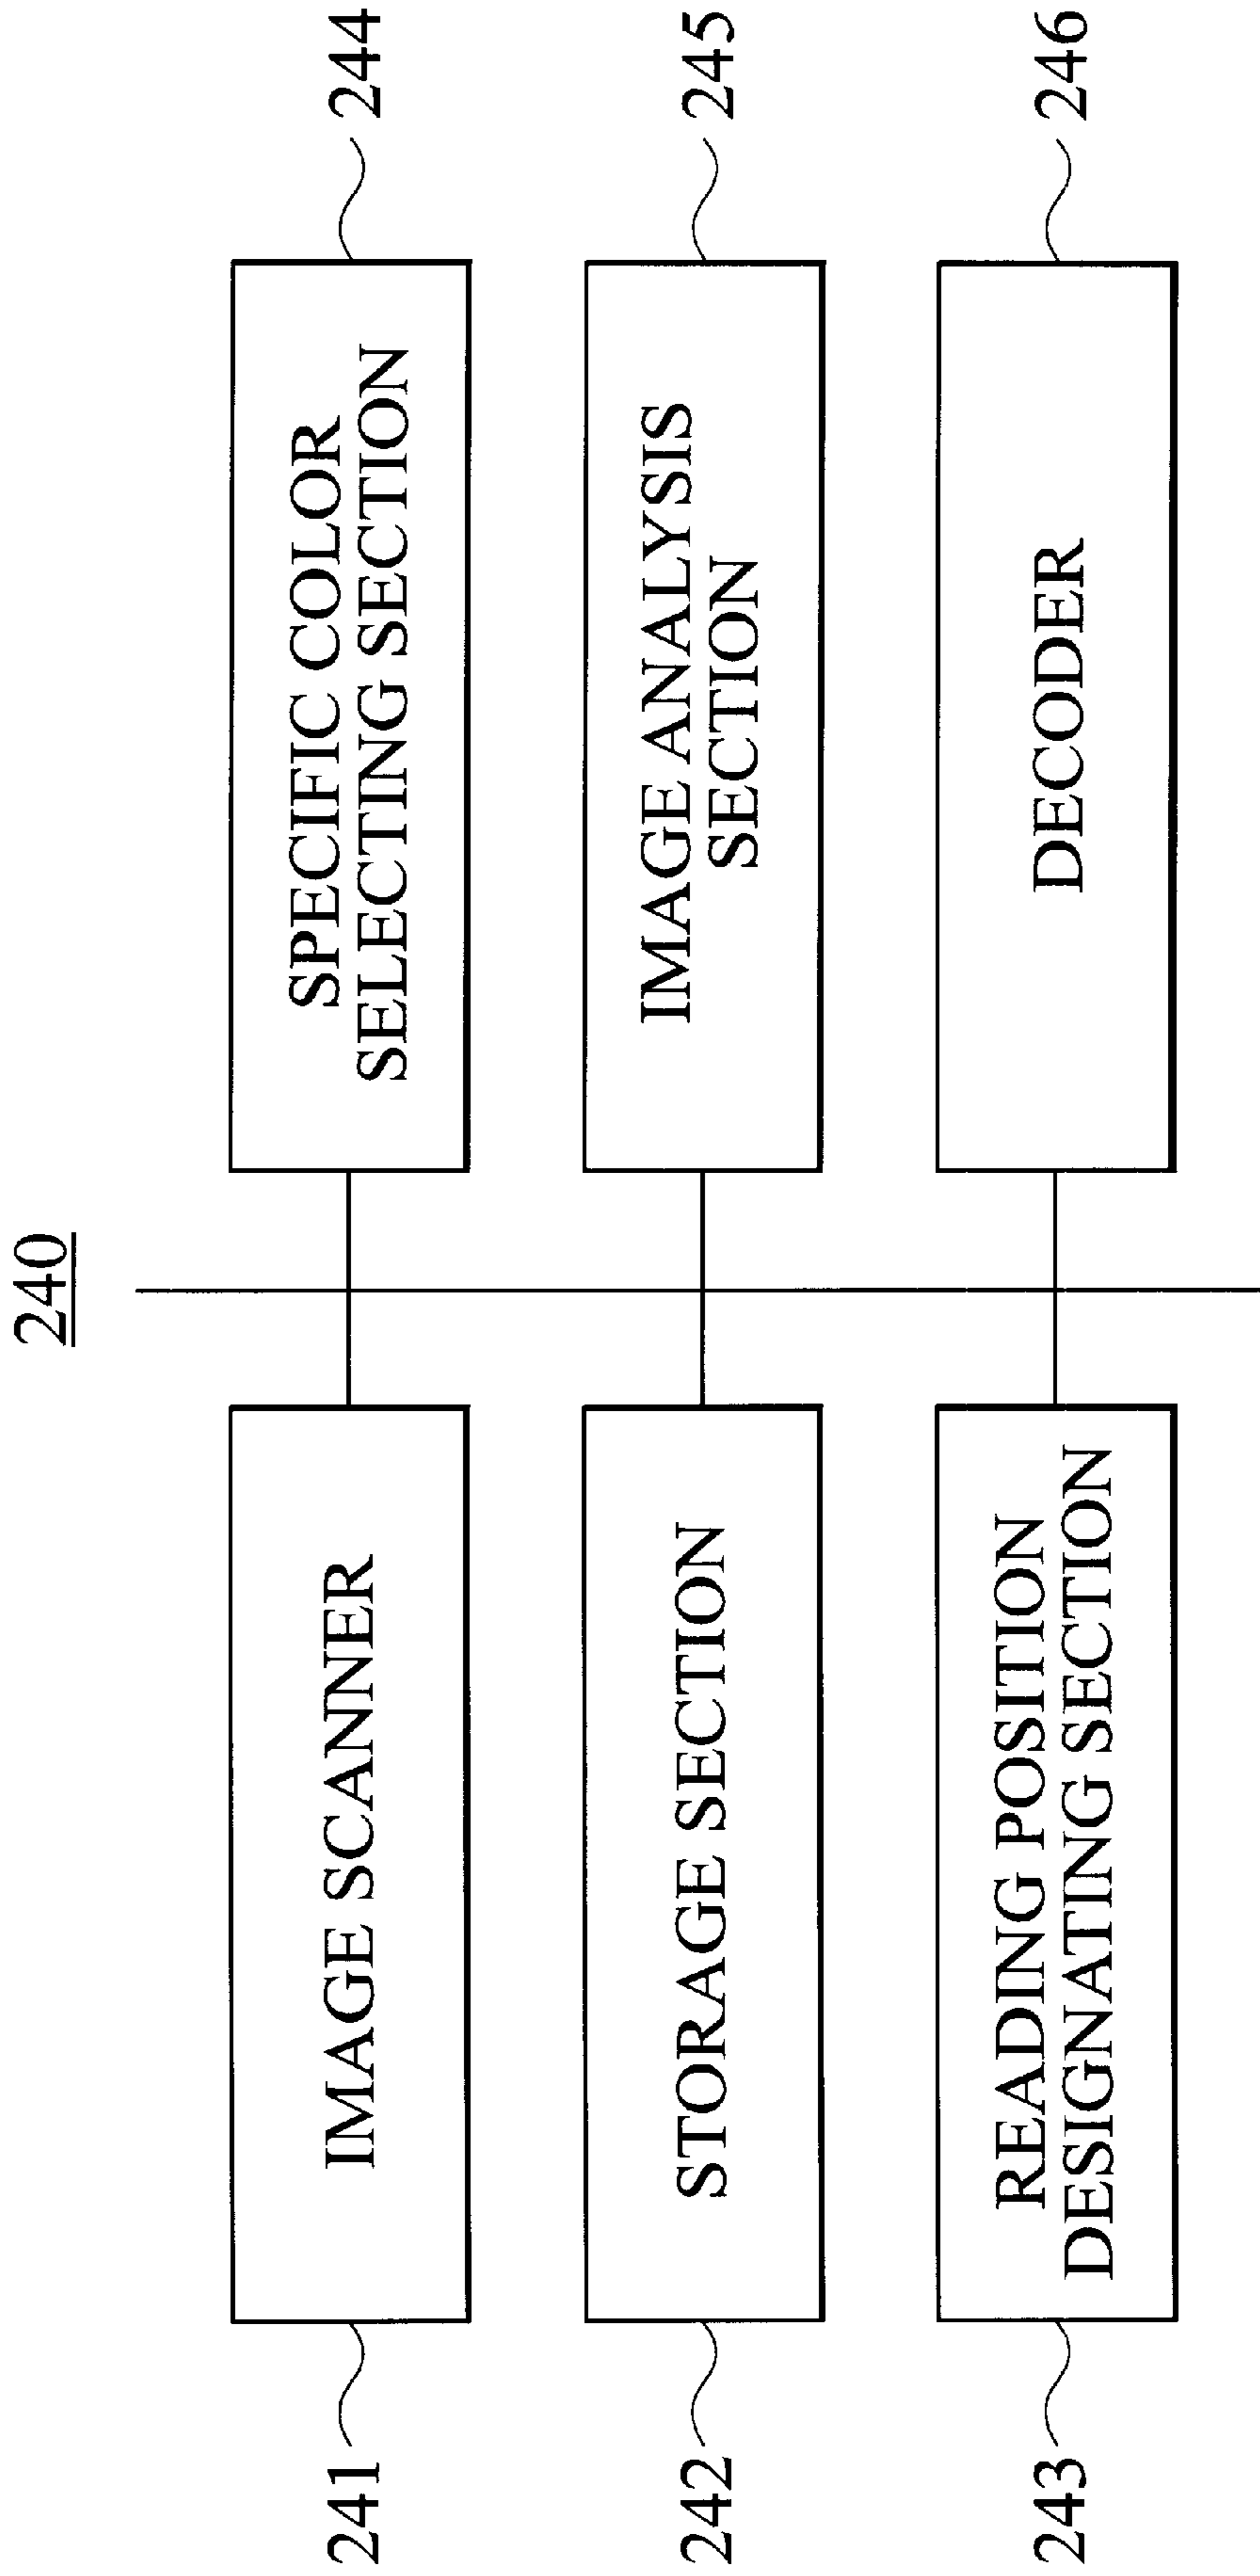 240
241
IMAGE SCANNER
242
STORAGE SECTION
243
READING POSITION
DESIGNATING SECTION
244
SPECIFIC COLOR
SELECTING SECTION
245
IMAGE ANALYSIS
SECTION
246
DECODER